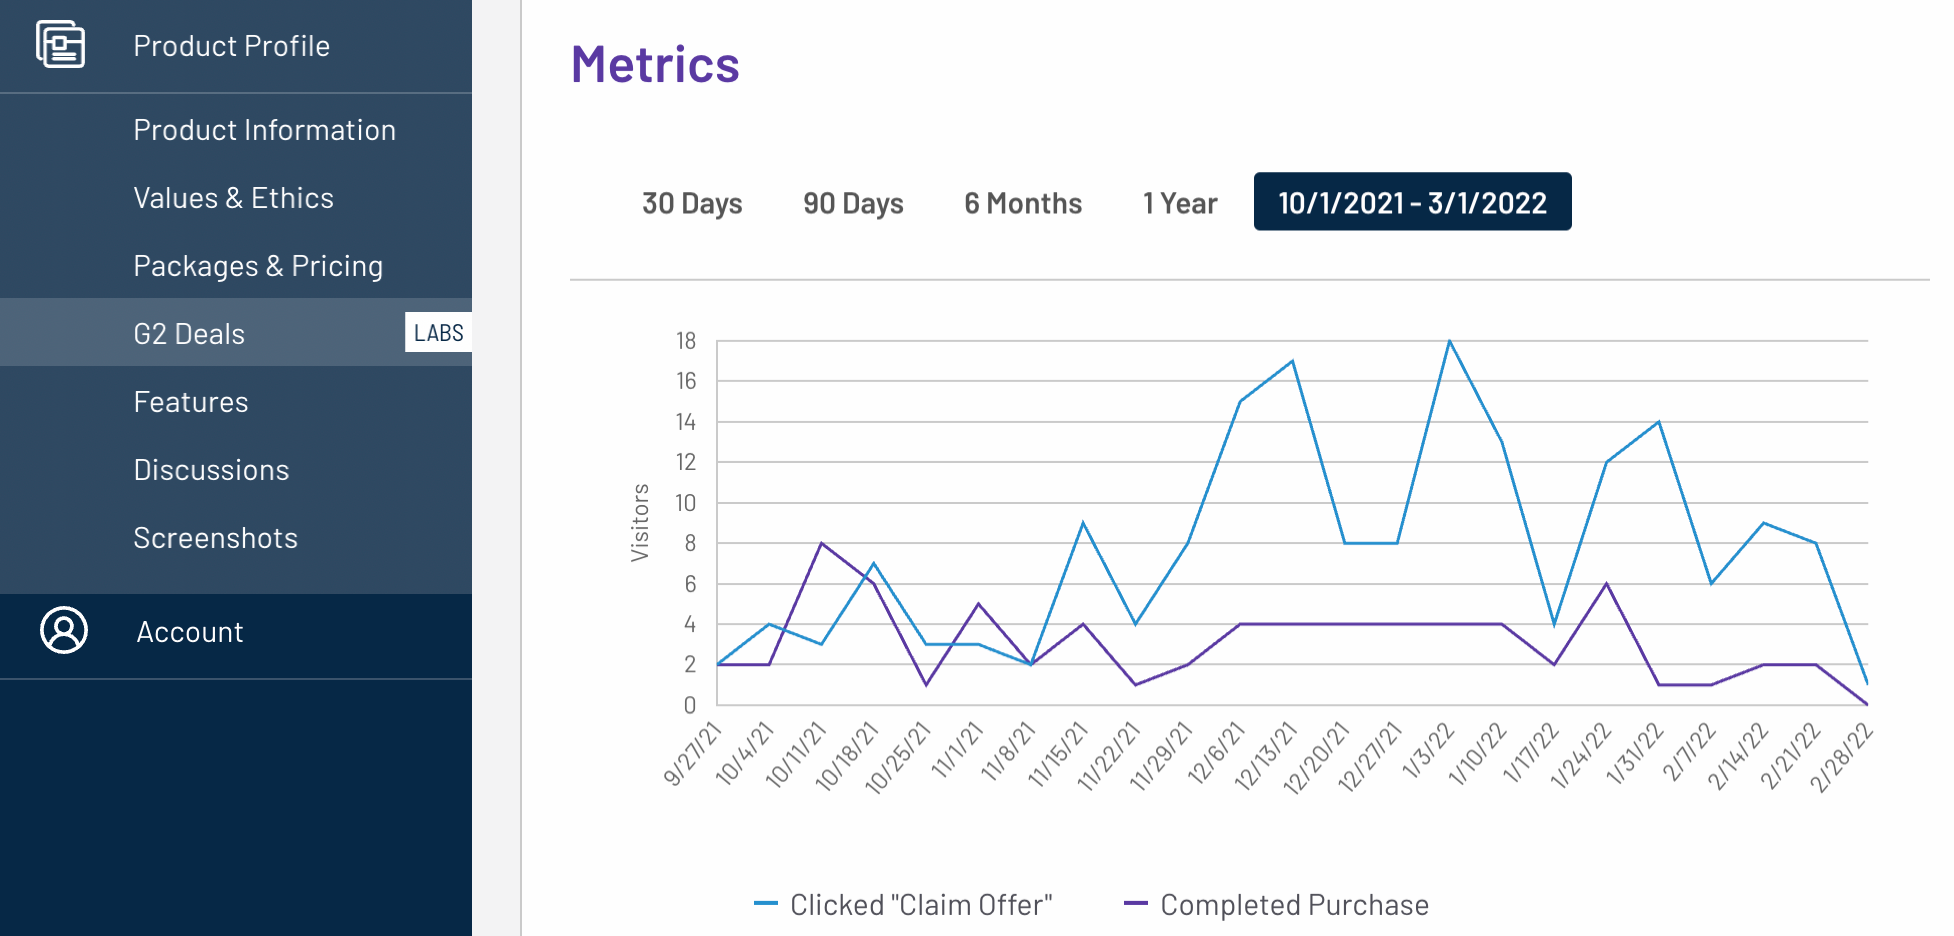 Product Profile
Product Information
Values & Ethics
Packages & Pricing
G2 Deals LABS
Features
Discussions
Screenshots
Account
Metrics
30 Days 90 Days 6 Months 1 Year 10/1/2021 - 3/1/2022
18
16
14
12
10
8
6
4
2
0
Visitors
9/27/21 10/4/21 10/11/21 10/18/21 10/25/21 11/1/21 11/8/21 11/15/21 11/22/21 11/29/21 12/6/21 12/13/21 12/20/21 12/27/21 1/3/22 1/10/22 1/17/22 1/24/22 1/31/22 2/7/22 2/14/22 2/21/22 2/28/22
Clicked "Claim Offer" Completed Purchase